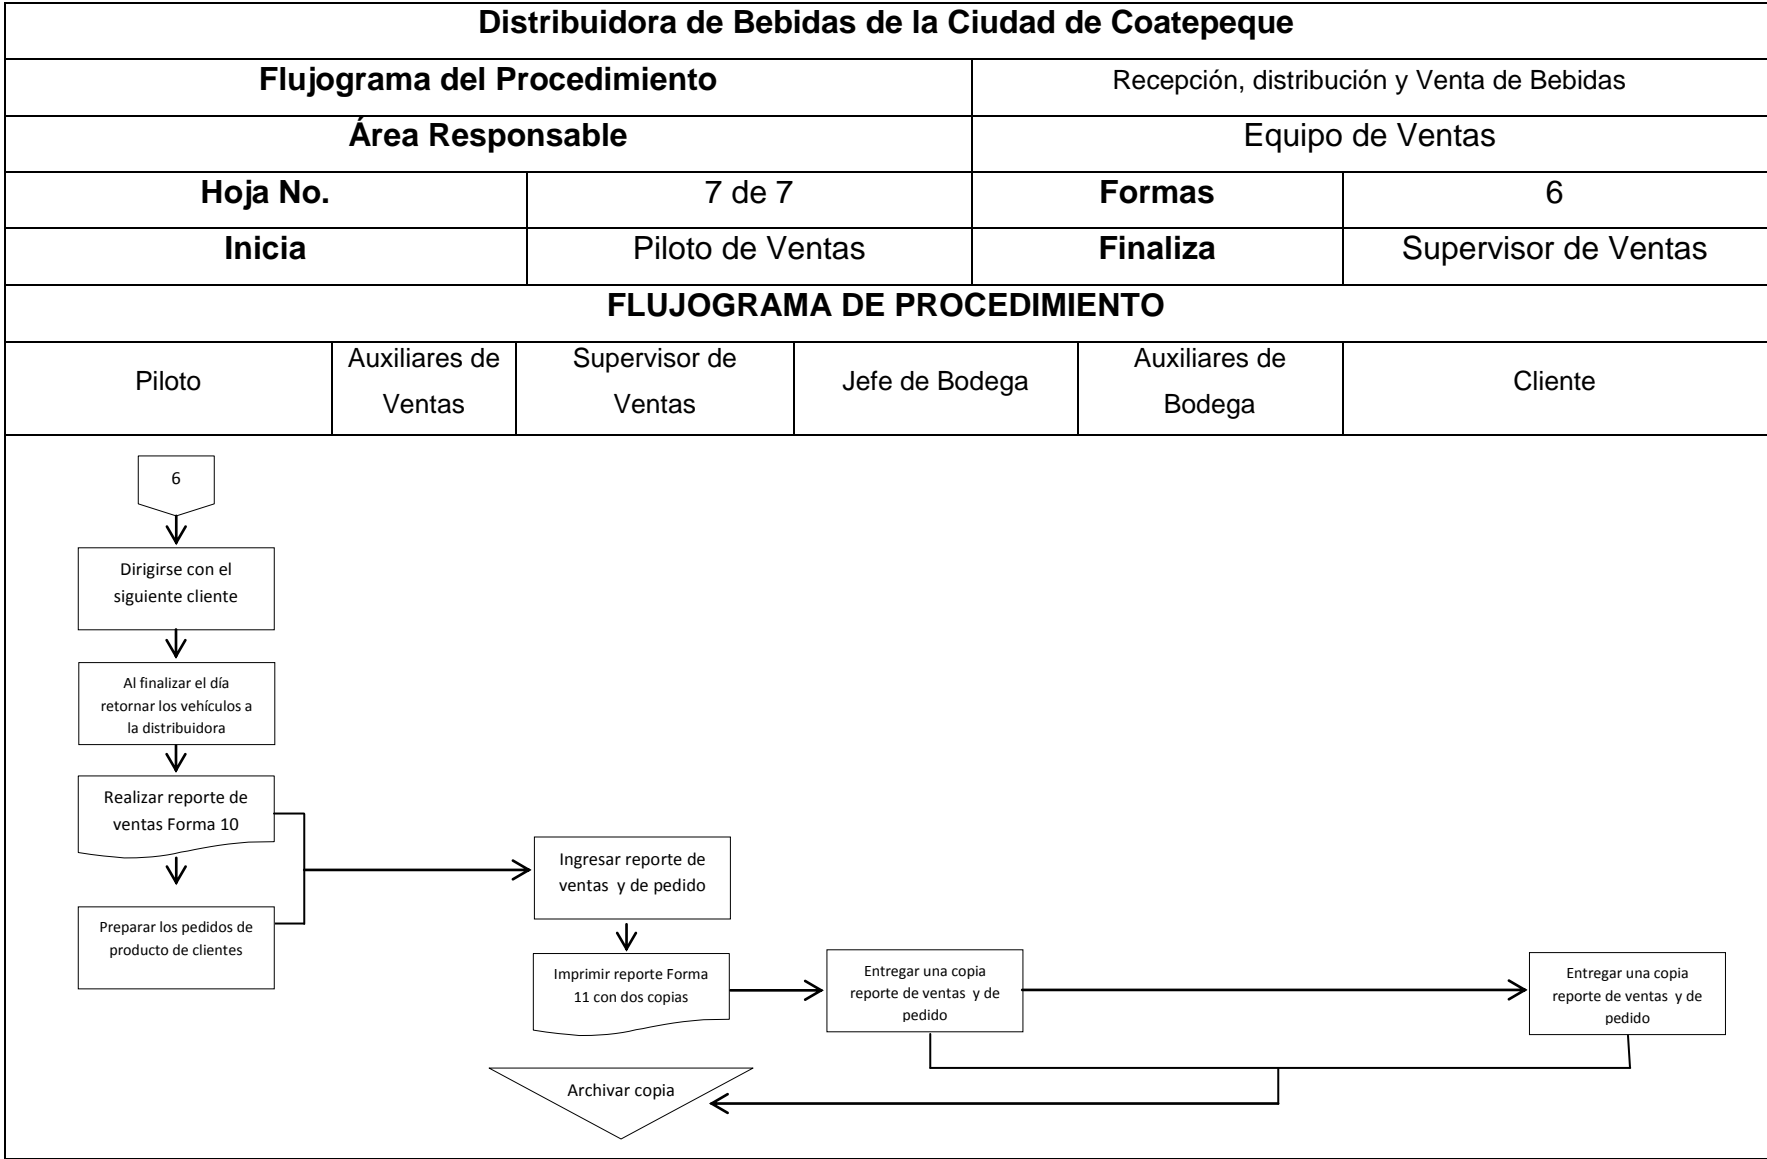 Distribuidora de Bebidas de la Ciudad de Coatepeque
Flujograma del Procedimiento
Recepción, distribución y Venta de Bebidas
Área Responsable
Equipo de Ventas
Hoja No.
7 de 7
Formas
6
Inicia
Piloto de Ventas
Finaliza
Supervisor de Ventas
FLUJOGRAMA DE PROCEDIMIENTO
Piloto
Auxiliares de
Ventas
Supervisor de
Ventas
Jefe de Bodega
Auxiliares de
Bodega
Cliente
6
Dirigirse con el
siguiente cliente
Al finalizar el día
retornar los vehículos a
la distribuidora
Realizar reporte de
ventas Forma 10
Preparar los pedidos de
producto de clientes
Ingresar reporte de
ventas  y de pedido
Imprimir reporte Forma
11 con dos copias
Entregar una copia
reporte de ventas  y de
pedido
Entregar una copia
reporte de ventas  y de
pedido
Archivar copia